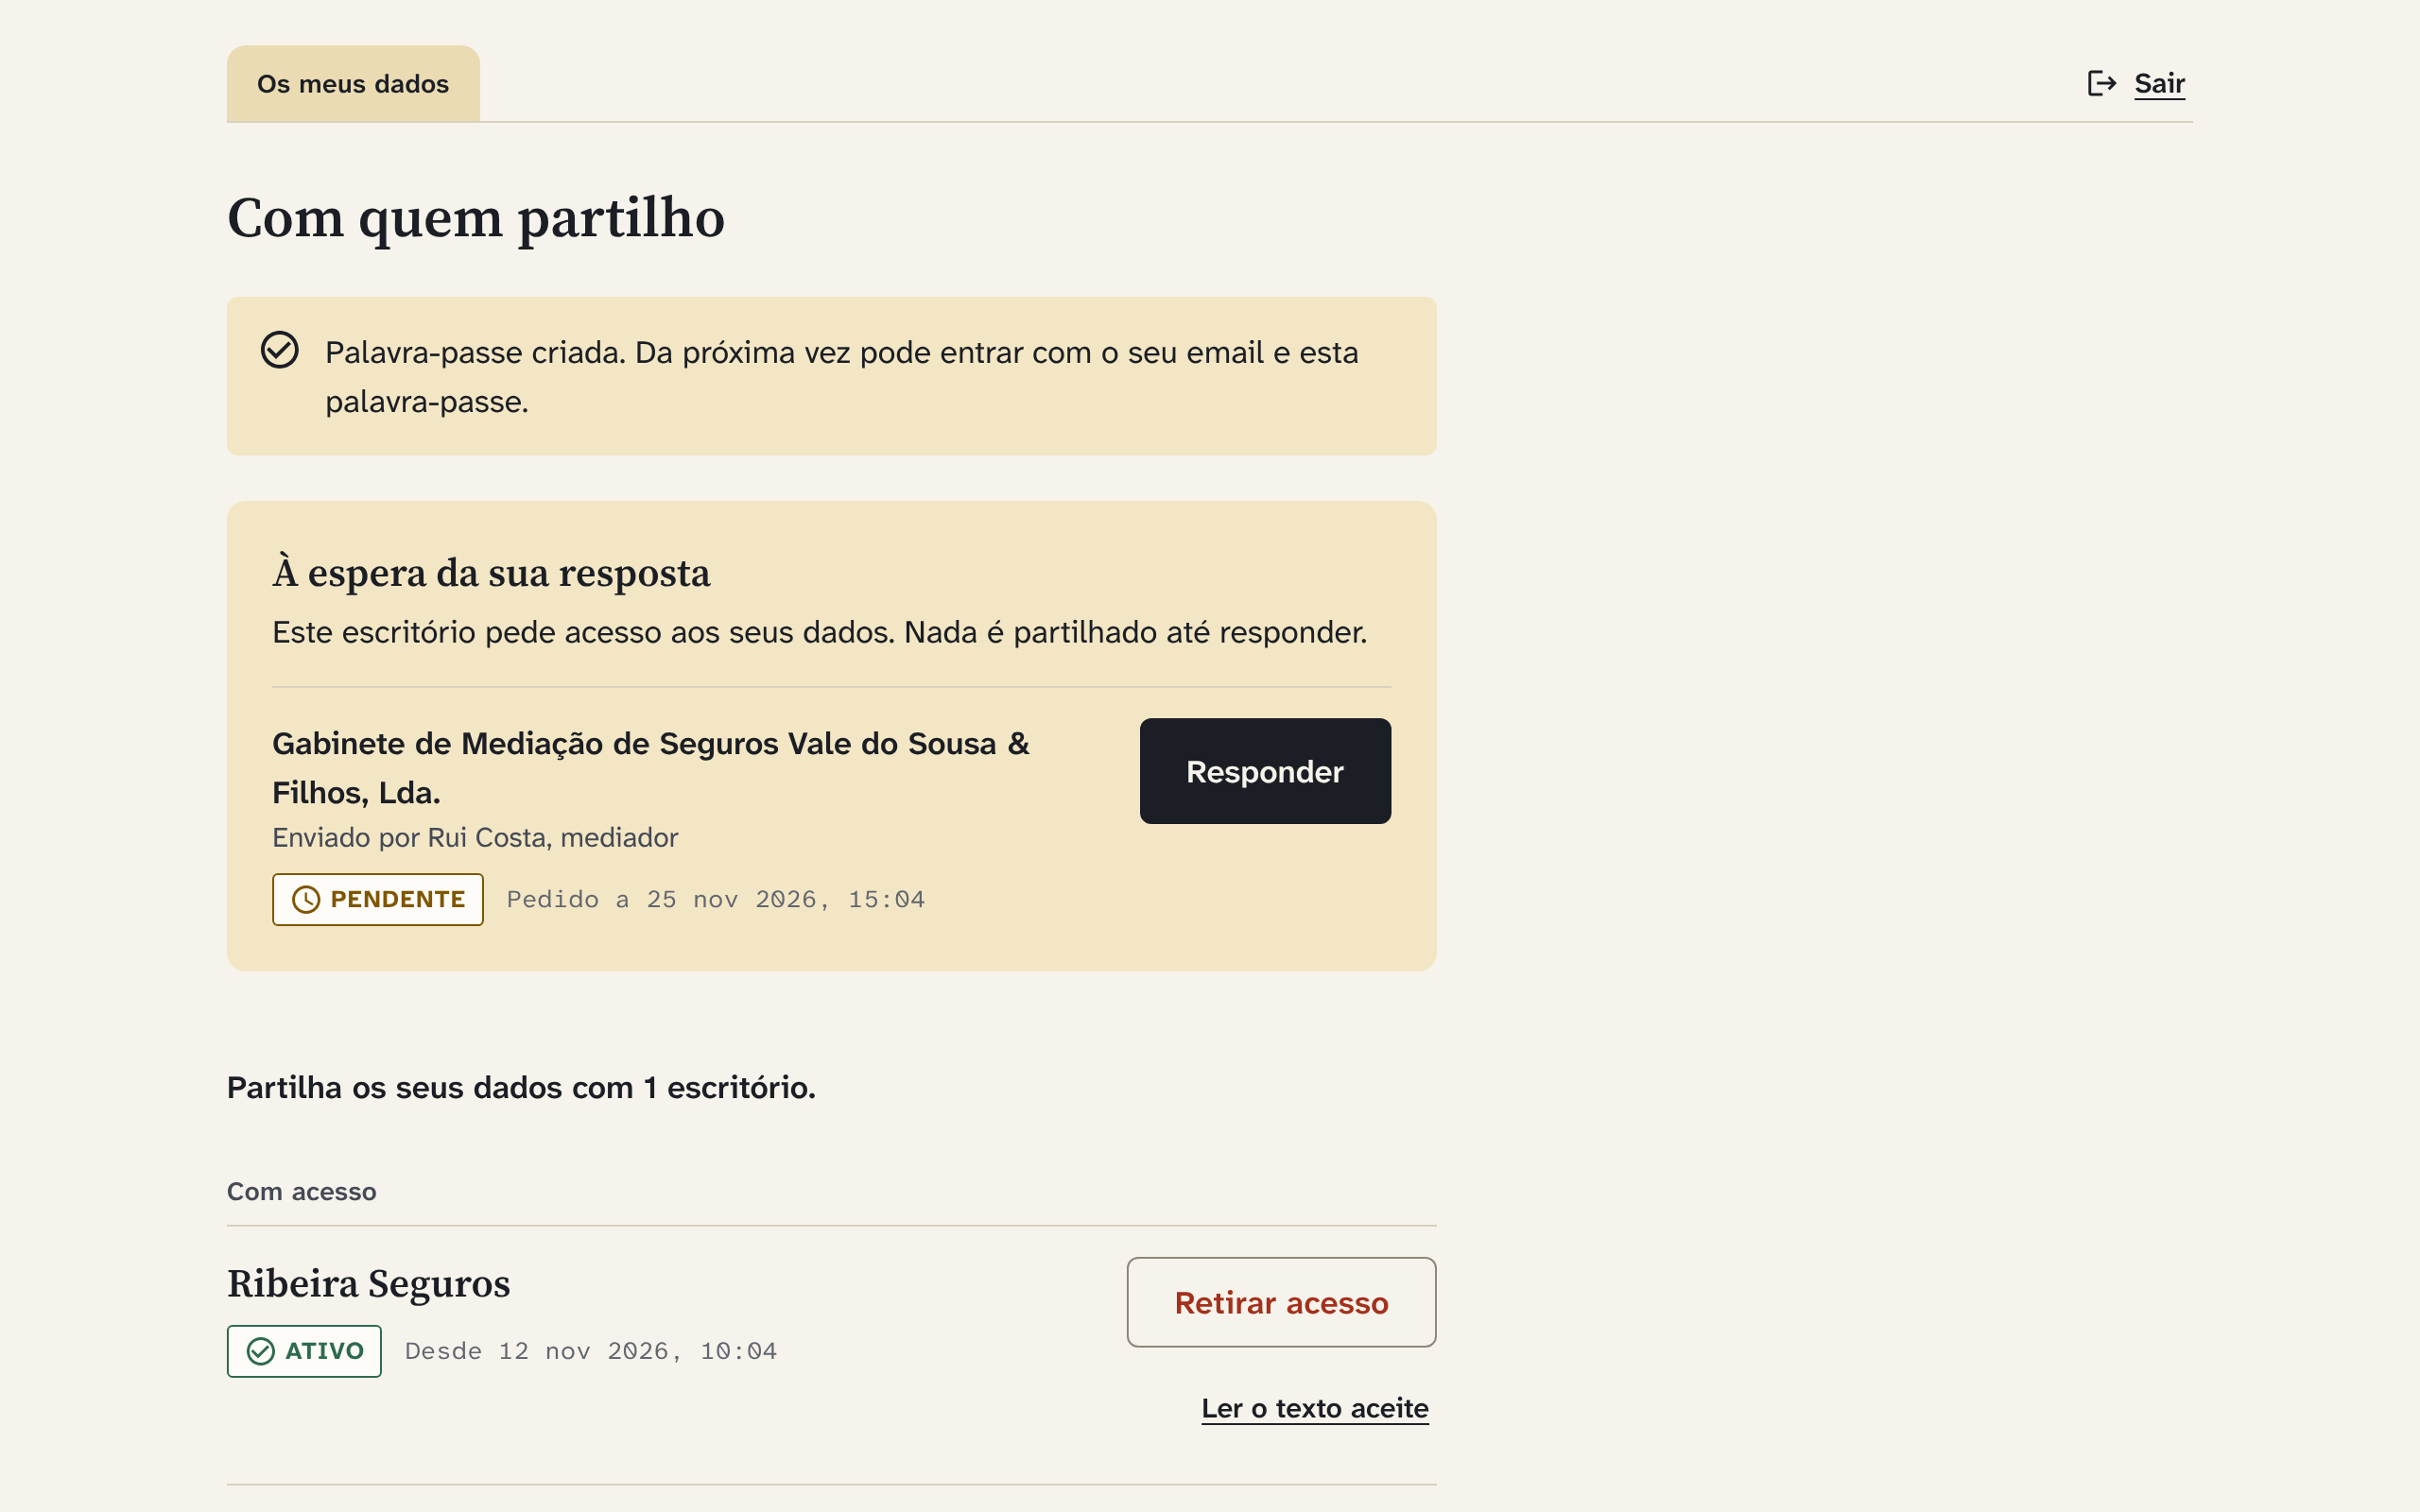 Os meus dados
Sair
Com quem partilho
Palavra-passe criada. Da próxima vez pode entrar com o seu email e esta
palavra-passe.
À espera da sua resposta
Este escritório pede acesso aos seus dados. Nada é partilhado até responder.
Gabinete de Mediação de Seguros Vale do Sousa &
Filhos, Lda.
Responder
Enviado por Rui Costa, mediador
PENDENTE Pedido a 25 nov 2026, 15:04
Partilha os seus dados com 1 escritório.
Com acesso
Ribeira Seguros
Retirar acesso
ATIVO Desde 12 nov 2026, 10:04
Ler o texto aceite